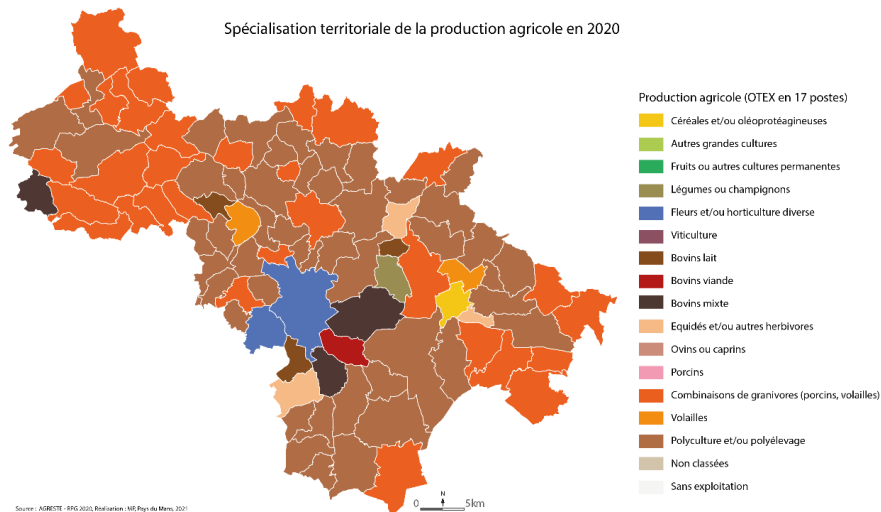 Spécialisation territoriale de la production agricole en 2020
Production agricole (OTEX en 17 postes)
Céréales et/ou oléoprotéagineuses
Autres grandes cultures
Fruits ou autres cultures permanentes
Légumes ou champignons
Fleurs et/ou horticulture diverse
Viticulture
Bovins lait
Bovins viande
Bovins mixte
Equidés et/ou autres herbivores
Ovins ou caprins
Porcins
Combinaisons de granivores (porcins, volailles)
Volailles
Polyculture et/ou polyélevage
Non classées
Sans exploitation
N
0 5km
Source : AGRESTE - RPG 2020, Réalisation : MP, Pays du Mans, 2021